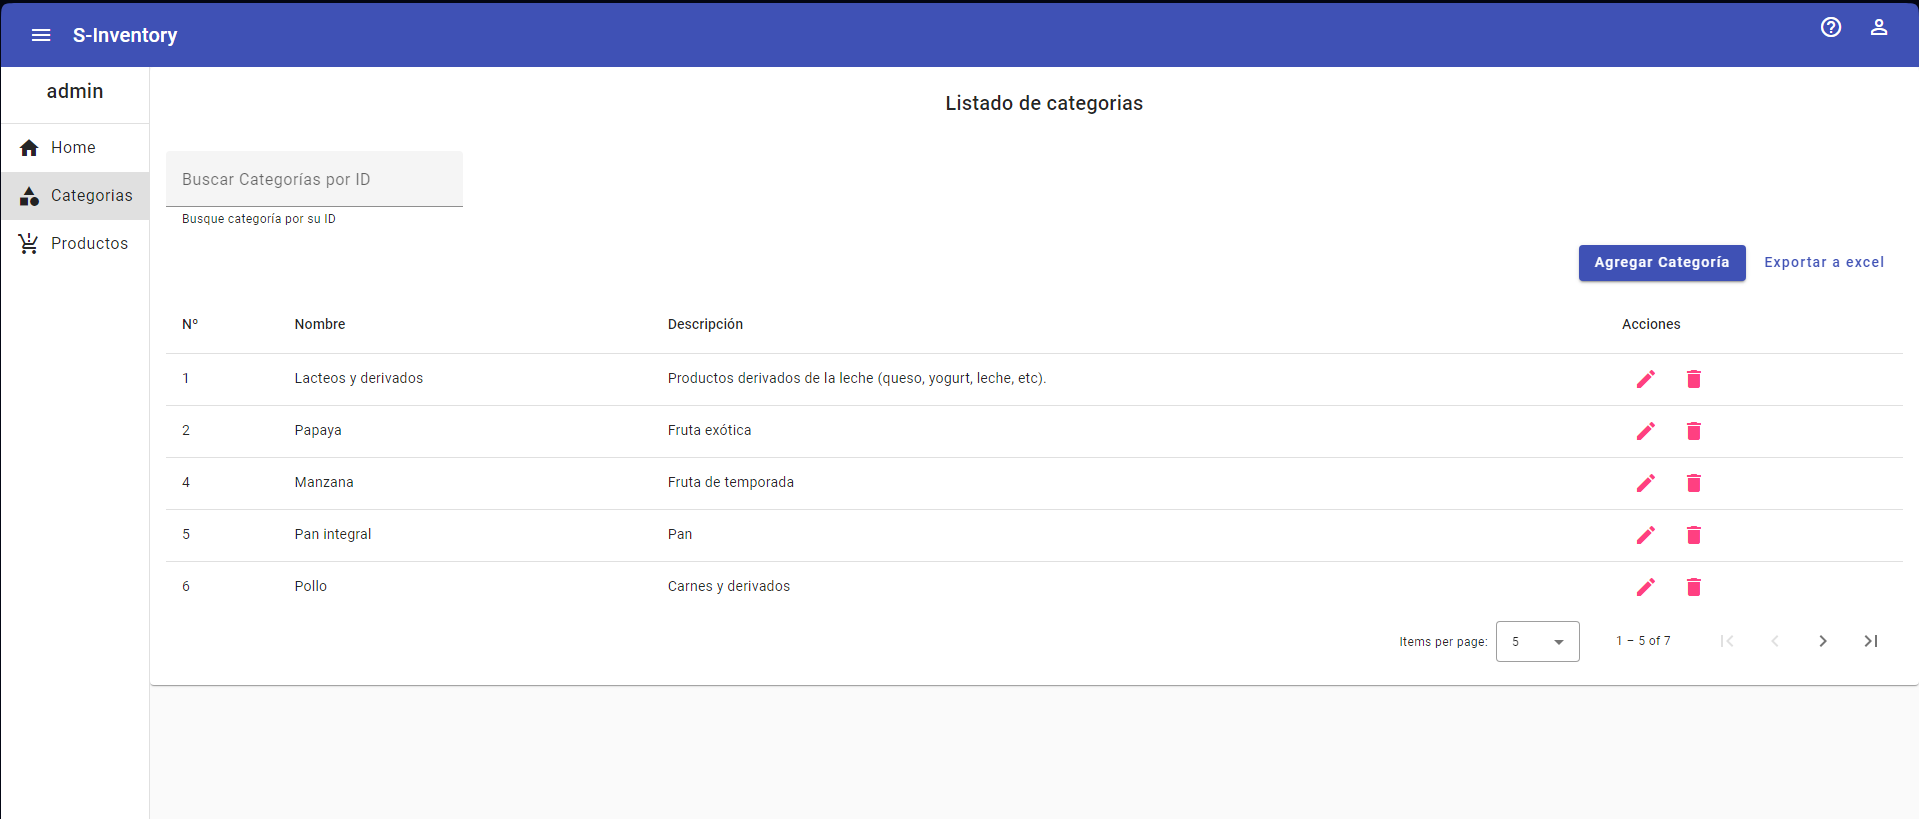 S-Inventory
admin
Home
Categorias
Productos
Listado de categorias
Buscar Categorías por ID
Busque categoría por su ID
Agregar Categoría Exportar a excel
Nº Nombre Descripción Acciones
1 Lacteos y derivados Productos derivados de la leche (queso, yogurt, leche, etc).
2 Papaya Fruta exótica
4 Manzana Fruta de temporada
5 Pan integral Pan
6 Pollo Carnes y derivados
Items per page: 5 1 – 5 of 7